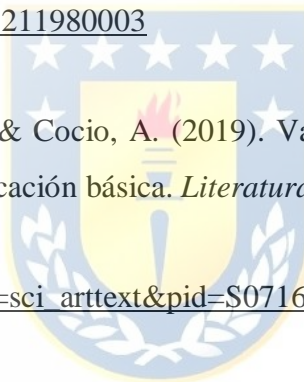 211980003
& Cocio, A. (2019). Va
cación básica. Literatura
=sci_arttext&pid=S0716